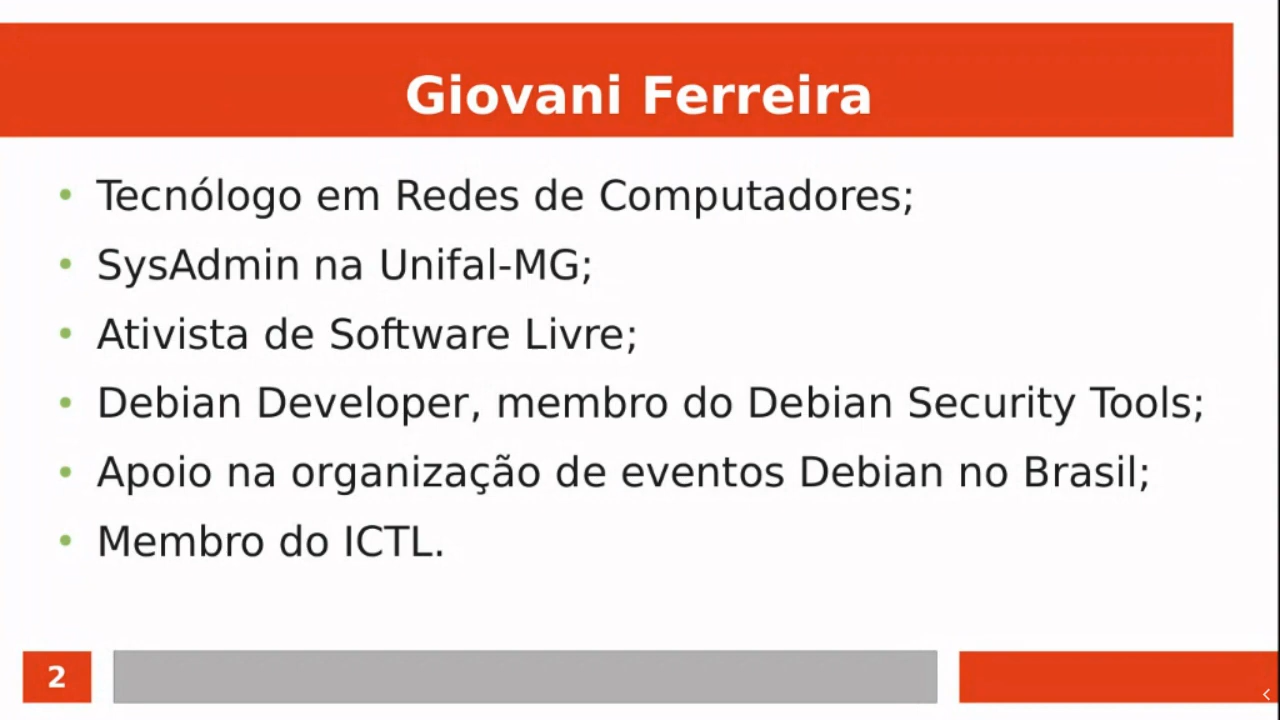 Giovani Ferreira
• Tecnólogo em Redes de Computadores;
• SysAdmin na Unifal-MG;
• Ativista de Software Livre;
• Debian Developer, membro do Debian Security Tools;
• Apoio na organização de eventos Debian no Brasil;
• Membro do ICTL.
2